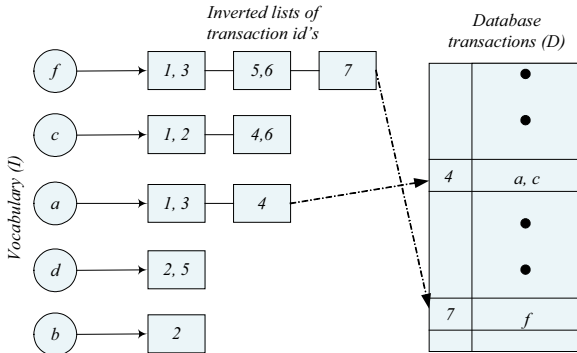 Inverted lists of
transaction id's
Database
transactions (D)
Vocabulary (I)
f
1, 3
5,6
7
c
1, 2
4,6
a
1, 3
4
d
2, 5
b
2
4
a, c
7
f